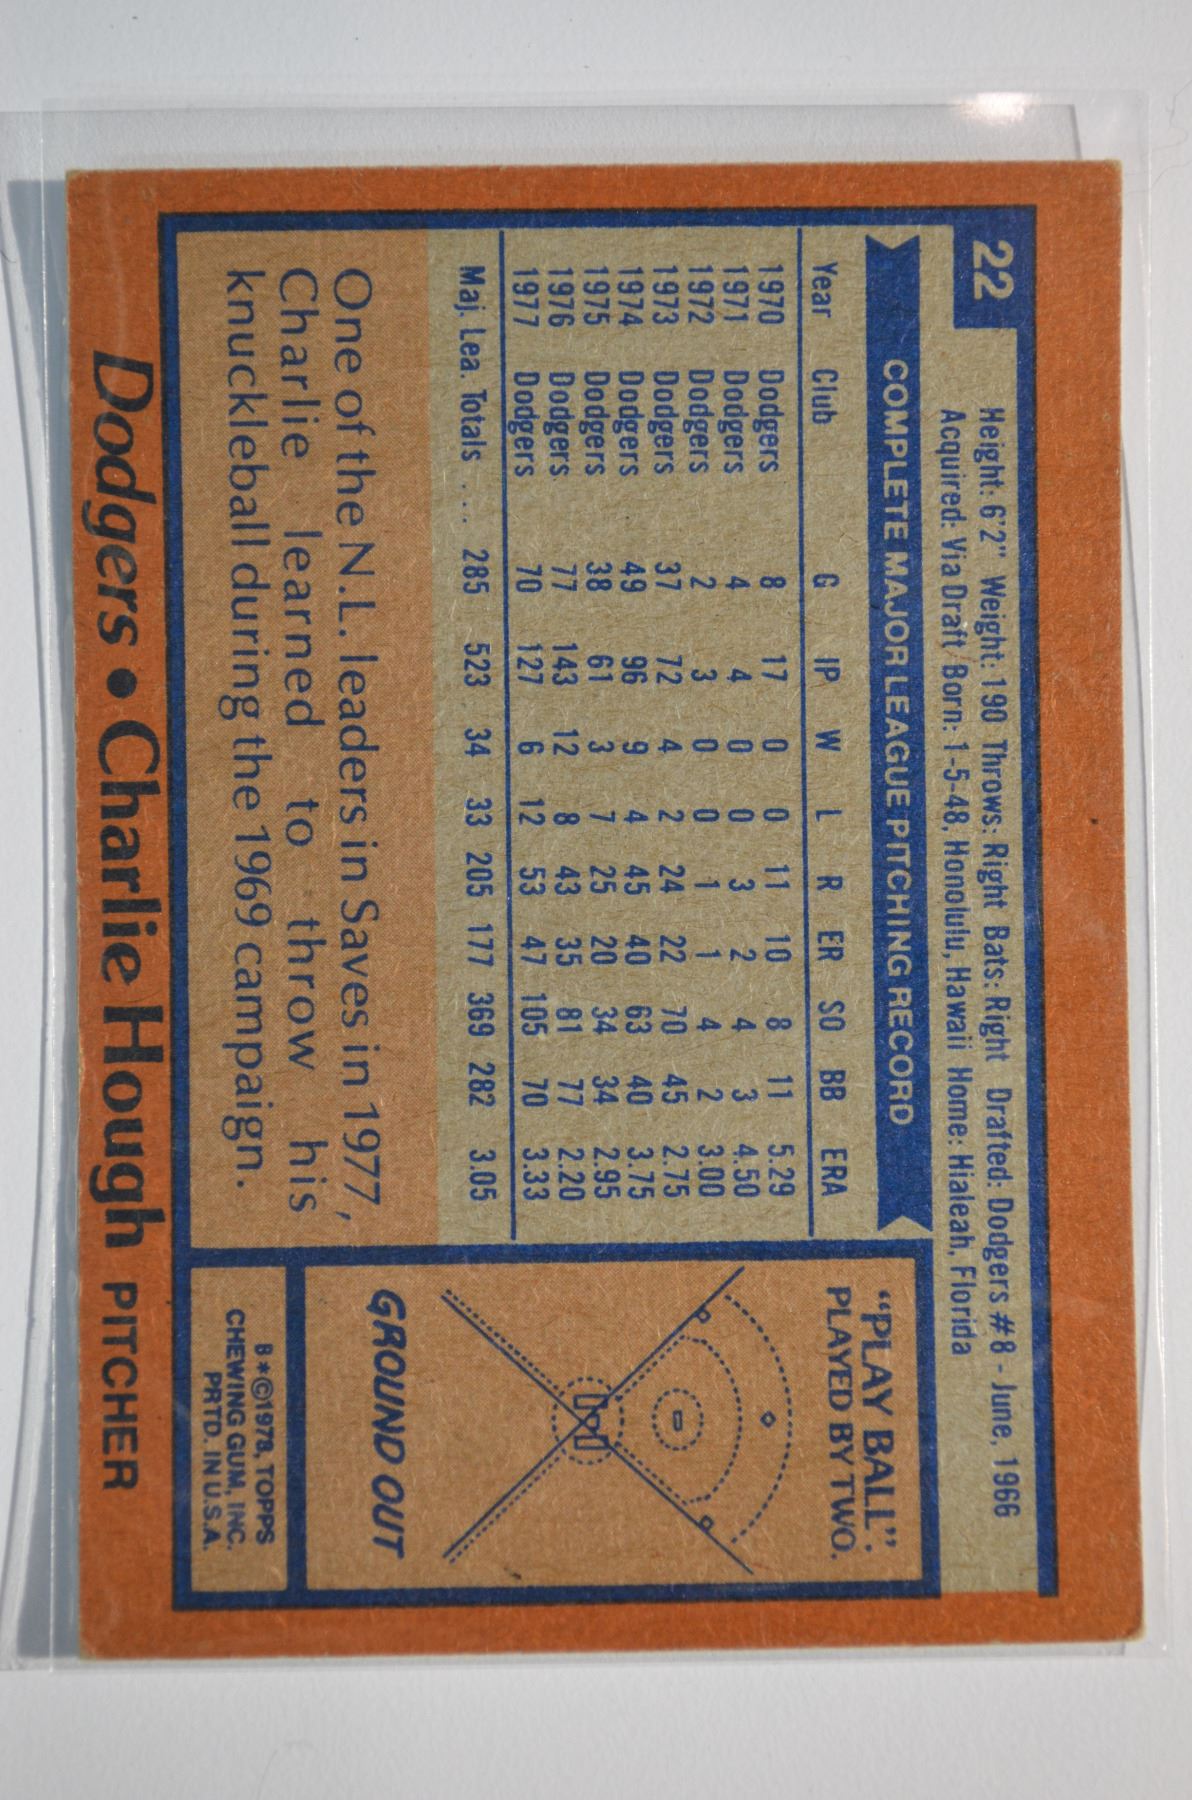 22
Height: 6'2" Weight: 190 Throws: Right Bats: Right Drafted: Dodgers #8 - June, 1966
Acquired: Via Draft/ Born: 1-5-48, Honolulu, Hawaii Home: Hialeah, Florida
COMPLETE MAJOR LEAGUE PITCHING RECORD
Year Club G IP W L R ER SO BB ERA
1970 Dodgers 8 17 0 0 11 10 8 11 5.29
1971 Dodgers 4 4 0 0 3 2 4 3 4.50
1972 Dodgers 2 3 0 0 1 1 4 2 3.00
1973 Dodgers 37 72 4 2 24 22 70 45 2.75
1974 Dodgers 49 96 9 4 45 40 63 40 3.75
1975 Dodgers 38 61 3 7 25 20 34 34 2.95
1976 Dodgers 77 143 12 8 43 35 81 77 2.20
1977 Dodgers 70 127 6 12 53 47 105 70 3.33
Maj. Lea. Totals .... 285 523 34 33 205 177 369 282 3.05
One of the N.L. leaders in Saves in 1977,
Charlie learned to throw his
knuckleball during the 1969 campaign.
"PLAY BALL":
PLAYED BY TWO.
GROUND OUT
B*©1978, TOPPS
CHEWING GUM, INC.
PRTD. IN U.S.A.
Dodgers • Charlie Hough PITCHER